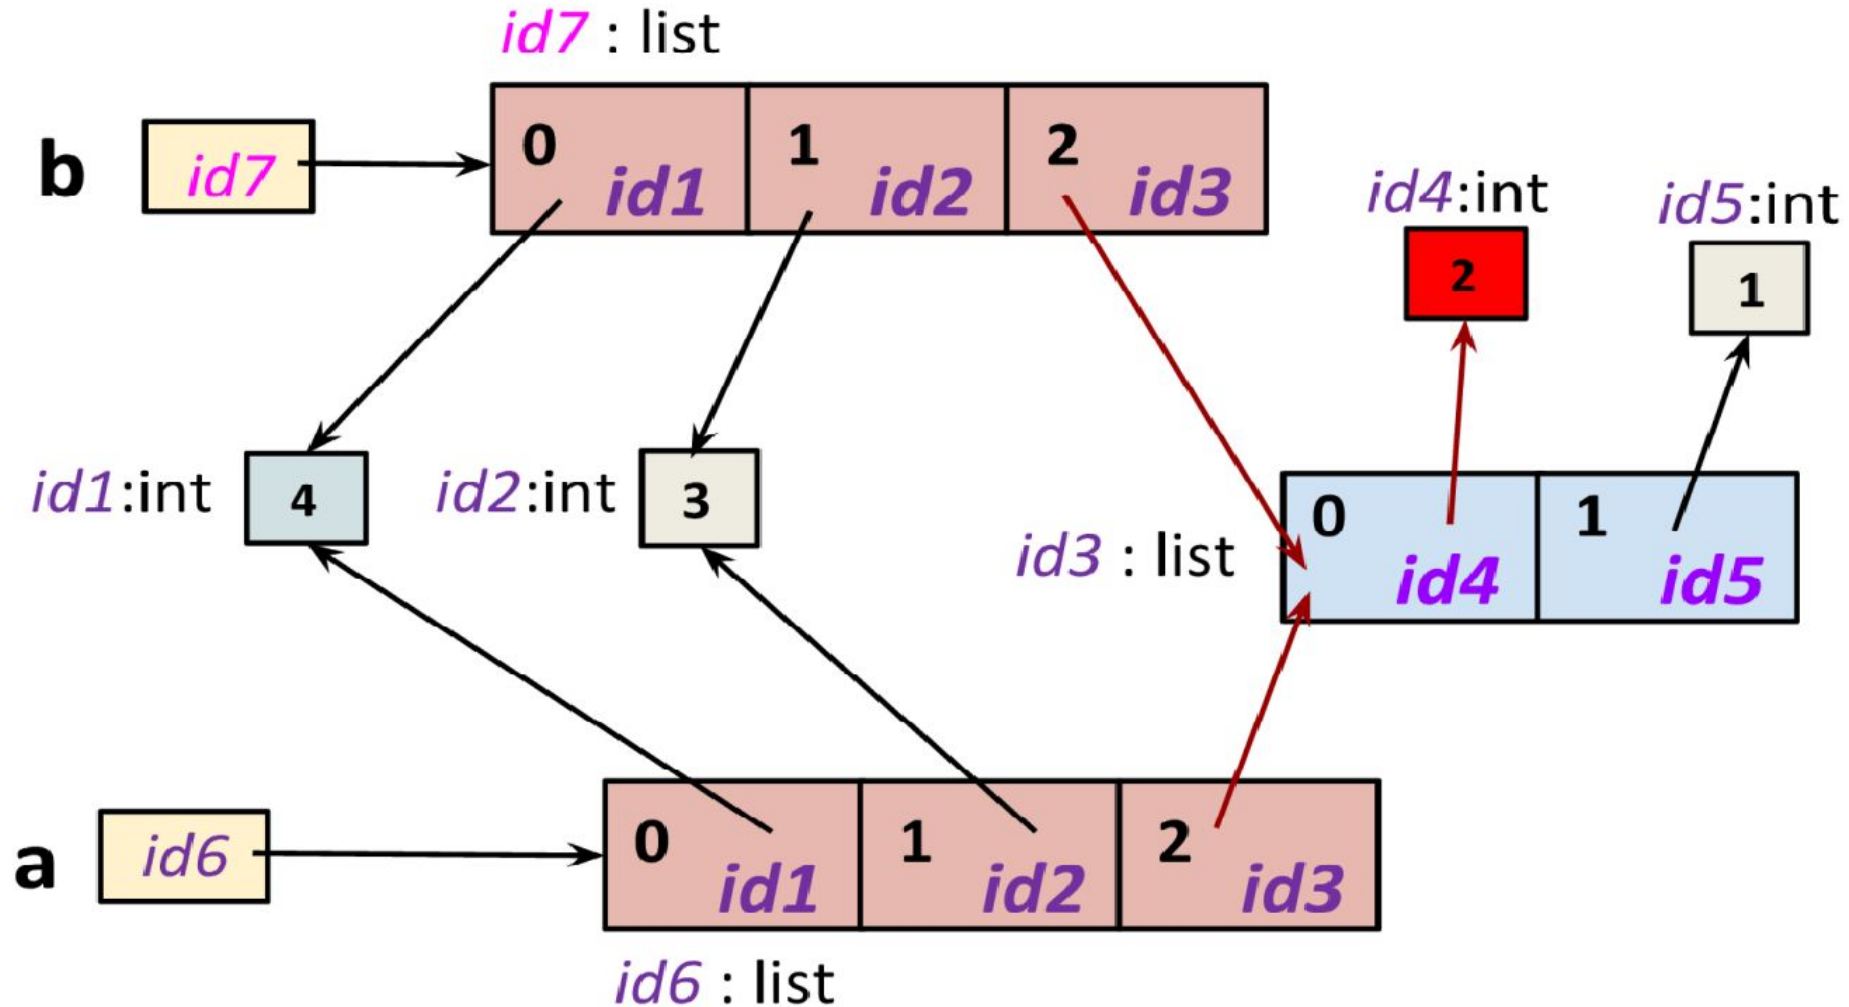 id7 : list
b id7 0 id1 1 id2 2 id3
id4:int id5:int
2 1
id1:int 4 id2:int 3
id3 : list 0 id4 1 id5
a id6 0 id1 1 id2 2 id3
id6 : list